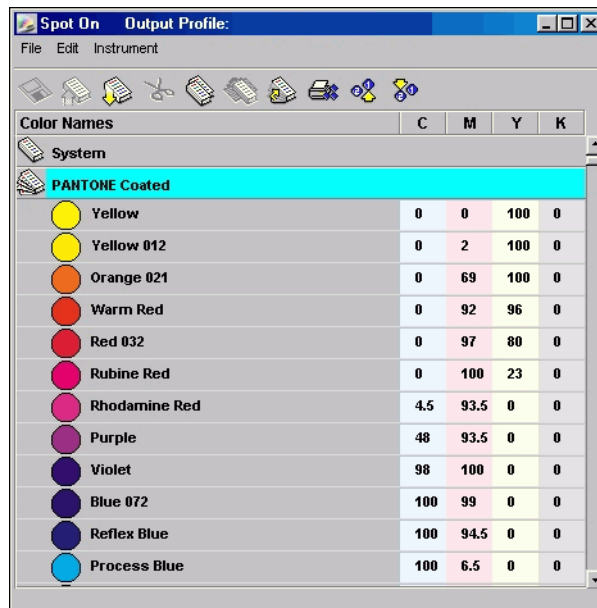 Spot On Output Profile:
File Edit Instrument
Color Names C M Y K
System
PANTONE Coated
Yellow 0 0 100 0
Yellow 012 0 2 100 0
Orange 021 0 69 100 0
Warm Red 0 92 96 0
Red 032 0 97 80 0
Rubine Red 0 100 23 0
Rhodamine Red 4.5 93.5 0 0
Purple 48 93.5 0 0
Violet 98 100 0 0
Blue 072 100 99 0 0
Reflex Blue 100 94.5 0 0
Process Blue 100 6.5 0 0